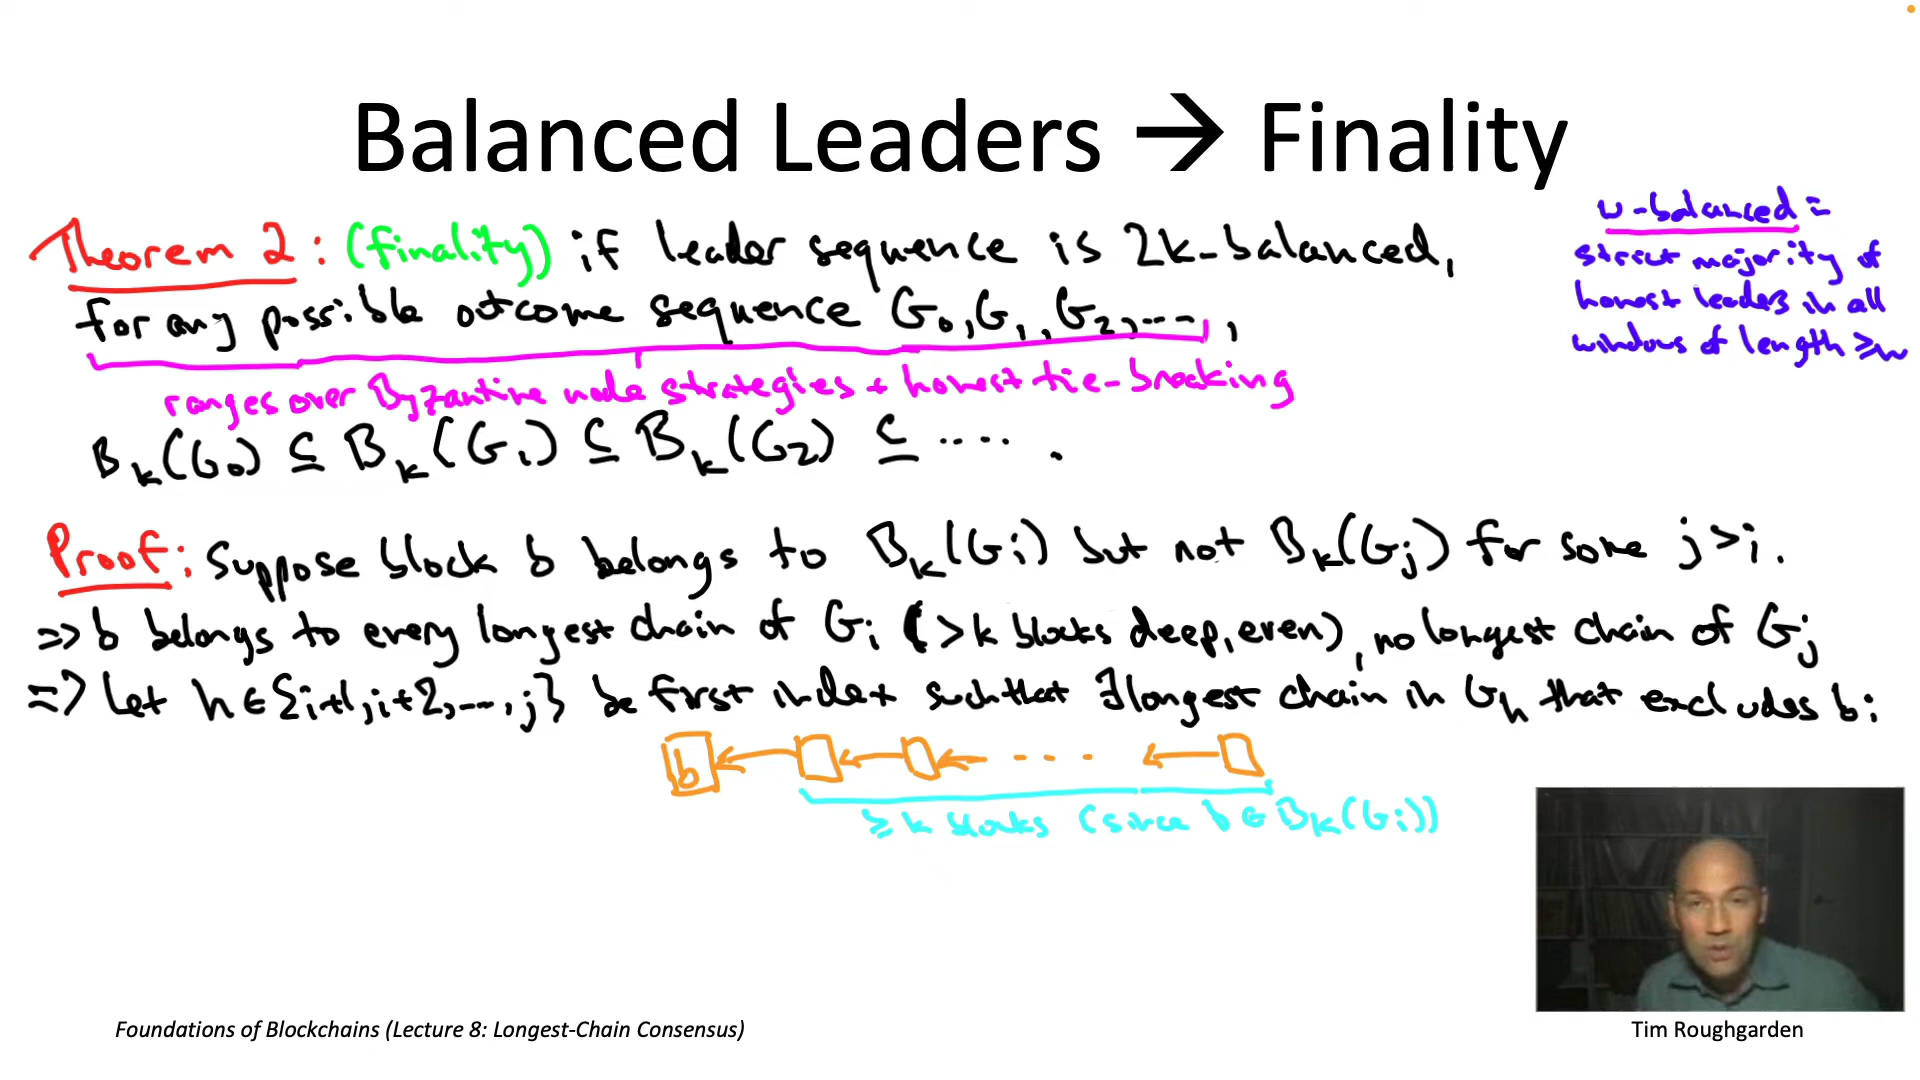 Balanced Leaders → Finality
Theorem 2: (finality) if leader sequence is 2k-balanced,
for any possible outcome sequence G₀, G₁, G₂, ...,
ranges over Byzantine node strategies + honest tie-breaking
Bₖ(G₀) ⊆ Bₖ(G₁) ⊆ Bₖ(G₂) ⊆ .... .
w-balanced =
strict majority of
honest leaders in all
windows of length ≥w
Proof: Suppose block b belongs to Bₖ(Gᵢ) but not Bₖ(Gⱼ) for some j>i.
=> b belongs to every longest chain of Gᵢ (>k blocks deep, even), no longest chain of Gⱼ
=> let h ∈ {i+1, i+2, ..., j} be first index such that ∃ longest chain in Gₕ that excludes b:
b
≥ k blocks (since b ∈ Bₖ(Gᵢ))
Foundations of Blockchains (Lecture 8: Longest-Chain Consensus)
Tim Roughgarden